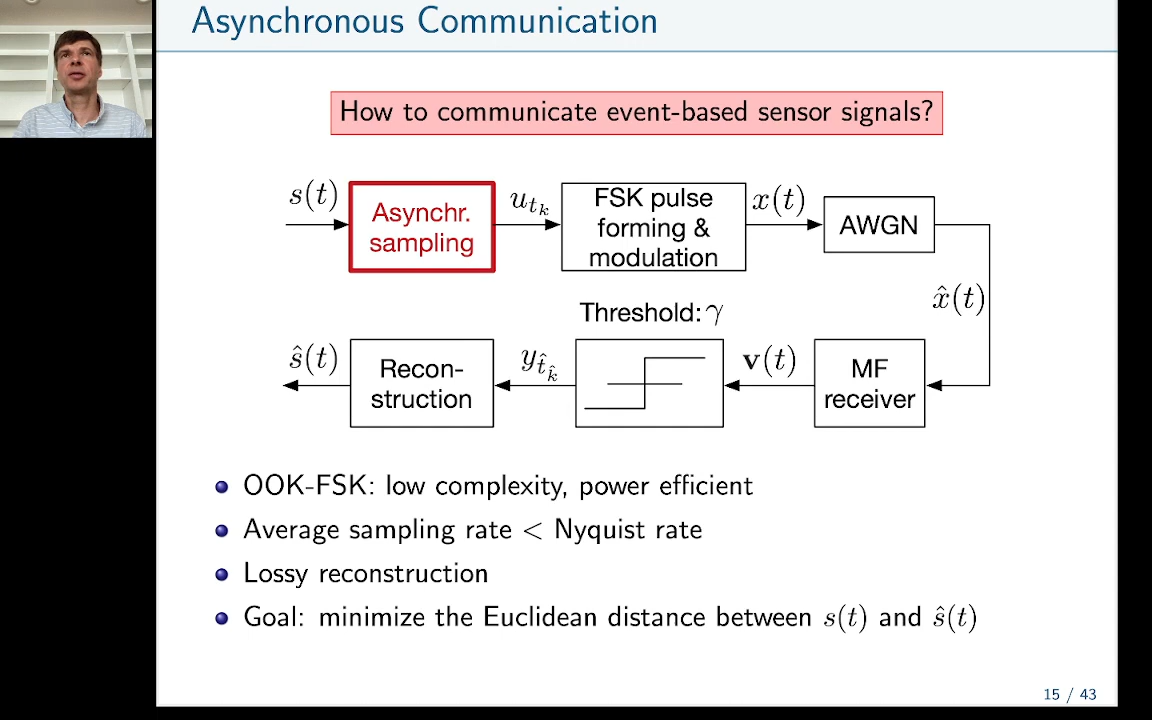 Asynchronous Communication
How to communicate event-based sensor signals?
s(t)
Asynchr.
sampling
u_{t_k}
FSK pulse
forming &
modulation
x(t)
AWGN
x̂(t)
Threshold: γ
ŝ(t)
Recon-
struction
y_{t̂_{k̂}}
v(t)
MF
receiver
OOK-FSK: low complexity, power efficient
Average sampling rate < Nyquist rate
Lossy reconstruction
Goal: minimize the Euclidean distance between s(t) and ŝ(t)
15 / 43